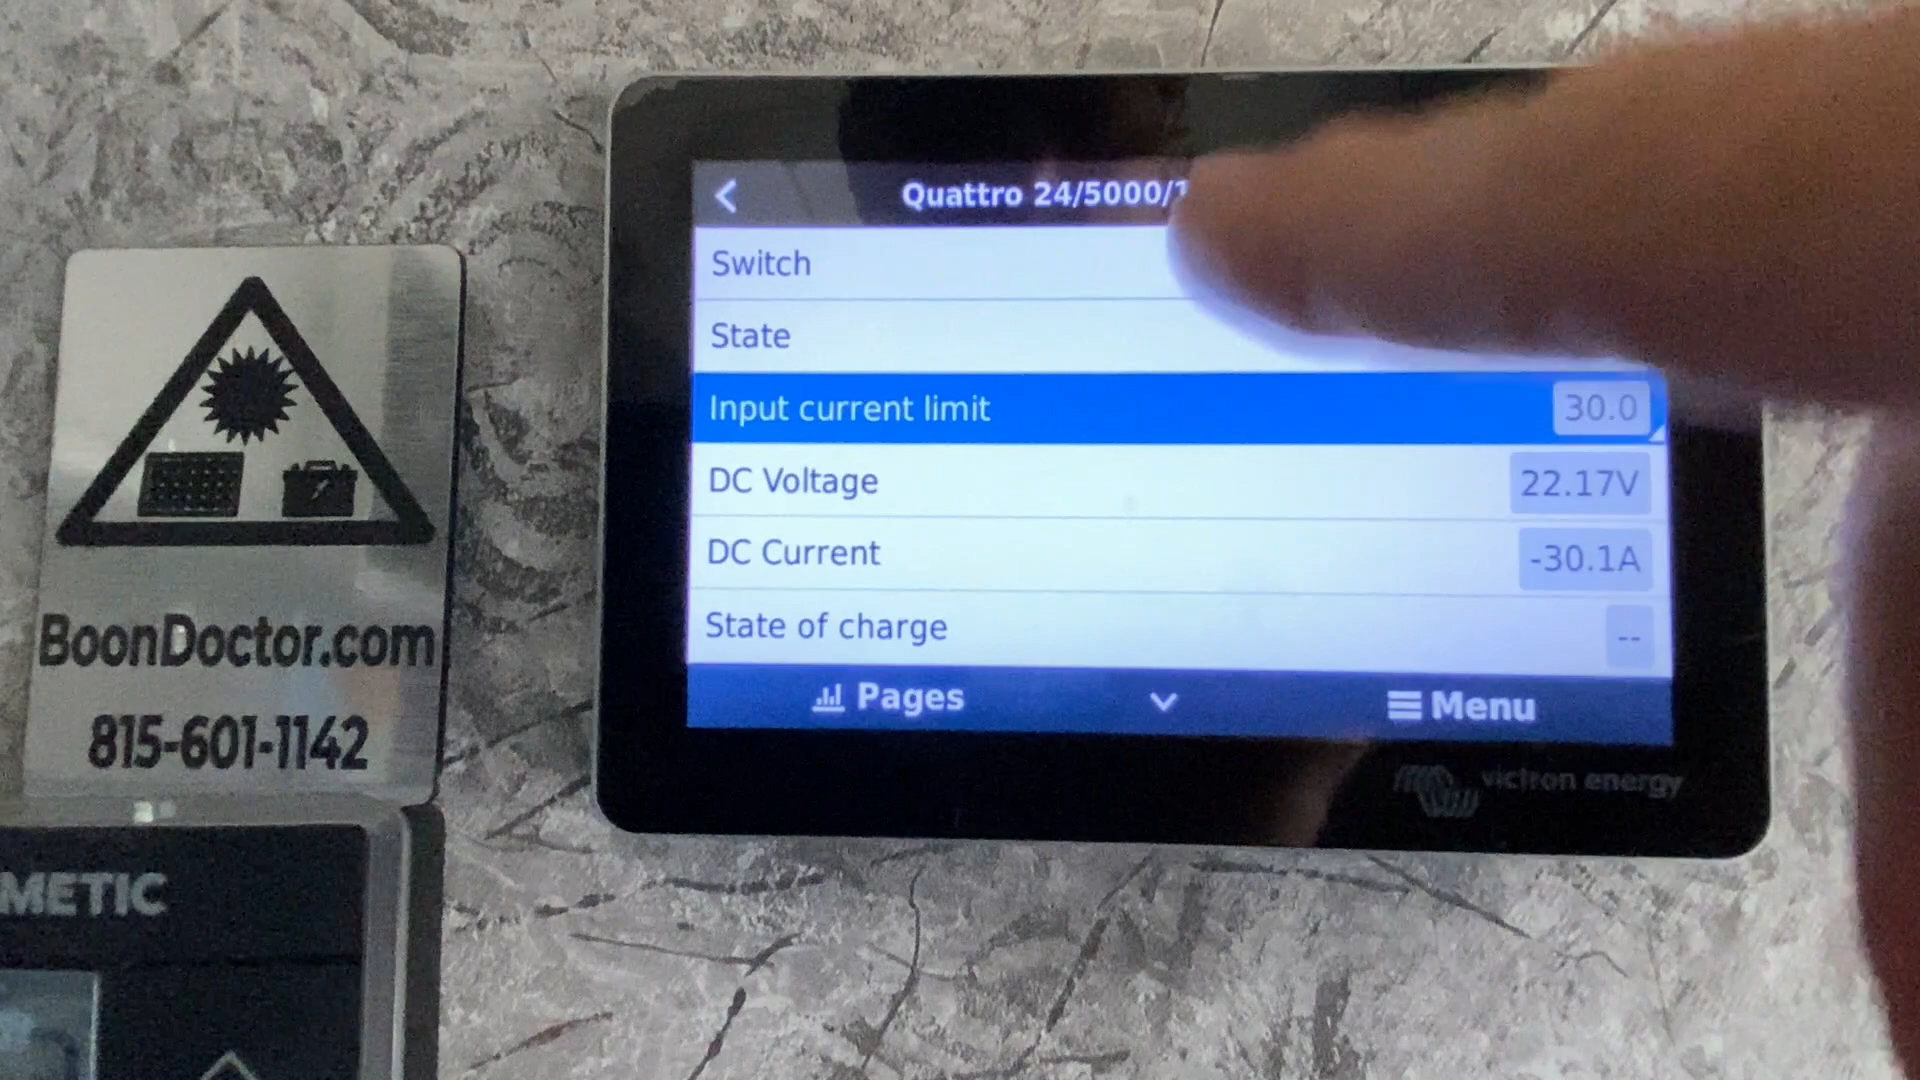 Quattro 24/5000/1
Switch
State
Input current limit 30.0
DC Voltage 22.17V
DC Current -30.1A
State of charge --
Pages
Menu
victron energy
BoonDoctor.com
815-601-1142
METIC